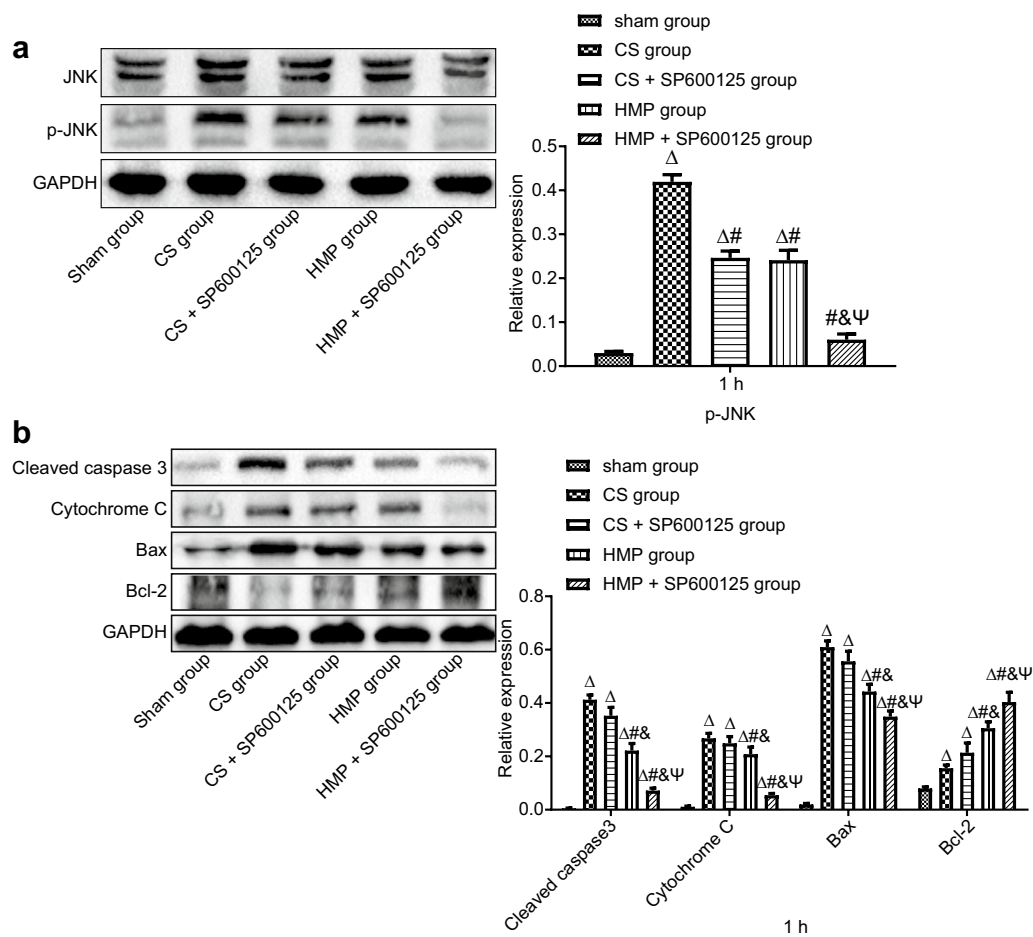 a
JNK
p-JNK
GAPDH
Sham group
CS group
CS + SP600125 group
HMP group
HMP + SP600125 group
sham group
CS group
CS + SP600125 group
HMP group
HMP + SP600125 group
Relative expression
0.5
0.4
0.3
0.2
0.1
0.0
Δ
Δ#
Δ#
#&Ψ
1 h
p-JNK
b
Cleaved caspase 3
Cytochrome C
Bax
Bcl-2
GAPDH
Sham group
CS group
CS + SP600125 group
HMP group
HMP + SP600125 group
sham group
CS group
CS + SP600125 group
HMP group
HMP + SP600125 group
Relative expression
0.8
0.6
0.4
0.2
0.0
Δ
Δ
Δ#&
Δ#&Ψ
Δ
Δ
Δ#&
Δ#&Ψ
Δ
Δ
Δ#&
Δ#&Ψ
Δ
Δ
Δ#&
Δ#&Ψ
Cleaved caspase3
Cytochrome C
Bax
Bcl-2
1 h